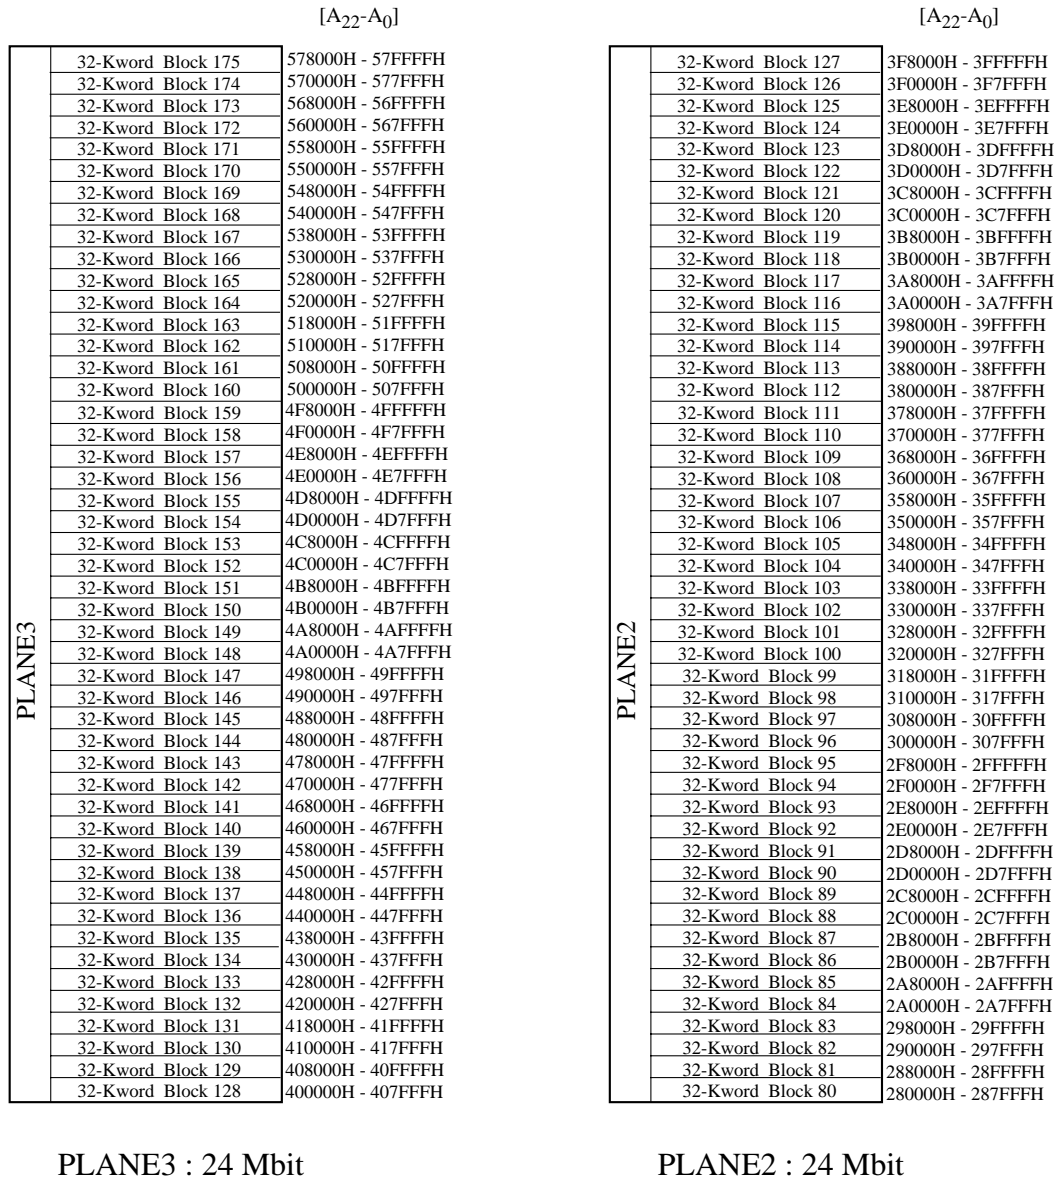 [A22-A0]
32-Kword Block 175 578000H - 57FFFFH
32-Kword Block 174 570000H - 577FFFH
32-Kword Block 173 568000H - 56FFFFH
32-Kword Block 172 560000H - 567FFFH
32-Kword Block 171 558000H - 55FFFFH
32-Kword Block 170 550000H - 557FFFH
32-Kword Block 169 548000H - 54FFFFH
32-Kword Block 168 540000H - 547FFFH
32-Kword Block 167 538000H - 53FFFFH
32-Kword Block 166 530000H - 537FFFH
32-Kword Block 165 528000H - 52FFFFH
32-Kword Block 164 520000H - 527FFFH
32-Kword Block 163 518000H - 51FFFFH
32-Kword Block 162 510000H - 517FFFH
32-Kword Block 161 508000H - 50FFFFH
32-Kword Block 160 500000H - 507FFFH
32-Kword Block 159 4F8000H - 4FFFFFH
32-Kword Block 158 4F0000H - 4F7FFFH
32-Kword Block 157 4E8000H - 4EFFFFH
32-Kword Block 156 4E0000H - 4E7FFFH
32-Kword Block 155 4D8000H - 4DFFFFH
32-Kword Block 154 4D0000H - 4D7FFFH
32-Kword Block 153 4C8000H - 4CFFFFH
32-Kword Block 152 4C0000H - 4C7FFFH
32-Kword Block 151 4B8000H - 4BFFFFH
32-Kword Block 150 4B0000H - 4B7FFFH
32-Kword Block 149 4A8000H - 4AFFFFH
32-Kword Block 148 4A0000H - 4A7FFFH
32-Kword Block 147 498000H - 49FFFFH
32-Kword Block 146 490000H - 497FFFH
32-Kword Block 145 488000H - 48FFFFH
32-Kword Block 144 480000H - 487FFFH
32-Kword Block 143 478000H - 47FFFFH
32-Kword Block 142 470000H - 477FFFH
32-Kword Block 141 468000H - 46FFFFH
32-Kword Block 140 460000H - 467FFFH
32-Kword Block 139 458000H - 45FFFFH
32-Kword Block 138 450000H - 457FFFH
32-Kword Block 137 448000H - 44FFFFH
32-Kword Block 136 440000H - 447FFFH
32-Kword Block 135 438000H - 43FFFFH
32-Kword Block 134 430000H - 437FFFH
32-Kword Block 133 428000H - 42FFFFH
32-Kword Block 132 420000H - 427FFFH
32-Kword Block 131 418000H - 41FFFFH
32-Kword Block 130 410000H - 417FFFH
32-Kword Block 129 408000H - 40FFFFH
32-Kword Block 128 400000H - 407FFFH
PLANE3
PLANE3 : 24 Mbit
[A22-A0]
32-Kword Block 127 3F8000H - 3FFFFFH
32-Kword Block 126 3F0000H - 3F7FFFH
32-Kword Block 125 3E8000H - 3EFFFFH
32-Kword Block 124 3E0000H - 3E7FFFH
32-Kword Block 123 3D8000H - 3DFFFFH
32-Kword Block 122 3D0000H - 3D7FFFH
32-Kword Block 121 3C8000H - 3CFFFFH
32-Kword Block 120 3C0000H - 3C7FFFH
32-Kword Block 119 3B8000H - 3BFFFFH
32-Kword Block 118 3B0000H - 3B7FFFH
32-Kword Block 117 3A8000H - 3AFFFFH
32-Kword Block 116 3A0000H - 3A7FFFH
32-Kword Block 115 398000H - 39FFFFH
32-Kword Block 114 390000H - 397FFFH
32-Kword Block 113 388000H - 38FFFFH
32-Kword Block 112 380000H - 387FFFH
32-Kword Block 111 378000H - 37FFFFH
32-Kword Block 110 370000H - 377FFFH
32-Kword Block 109 368000H - 36FFFFH
32-Kword Block 108 360000H - 367FFFH
32-Kword Block 107 358000H - 35FFFFH
32-Kword Block 106 350000H - 357FFFH
32-Kword Block 105 348000H - 34FFFFH
32-Kword Block 104 340000H - 347FFFH
32-Kword Block 103 338000H - 33FFFFH
32-Kword Block 102 330000H - 337FFFH
32-Kword Block 101 328000H - 32FFFFH
32-Kword Block 100 320000H - 327FFFH
32-Kword Block 99 318000H - 31FFFFH
32-Kword Block 98 310000H - 317FFFH
32-Kword Block 97 308000H - 30FFFFH
32-Kword Block 96 300000H - 307FFFH
32-Kword Block 95 2F8000H - 2FFFFFH
32-Kword Block 94 2F0000H - 2F7FFFH
32-Kword Block 93 2E8000H - 2EFFFFH
32-Kword Block 92 2E0000H - 2E7FFFH
32-Kword Block 91 2D8000H - 2DFFFFH
32-Kword Block 90 2D0000H - 2D7FFFH
32-Kword Block 89 2C8000H - 2CFFFFH
32-Kword Block 88 2C0000H - 2C7FFFH
32-Kword Block 87 2B8000H - 2BFFFFH
32-Kword Block 86 2B0000H - 2B7FFFH
32-Kword Block 85 2A8000H - 2AFFFFH
32-Kword Block 84 2A0000H - 2A7FFFH
32-Kword Block 83 298000H - 29FFFFH
32-Kword Block 82 290000H - 297FFFH
32-Kword Block 81 288000H - 28FFFFH
32-Kword Block 80 280000H - 287FFFH
PLANE2
PLANE2 : 24 Mbit